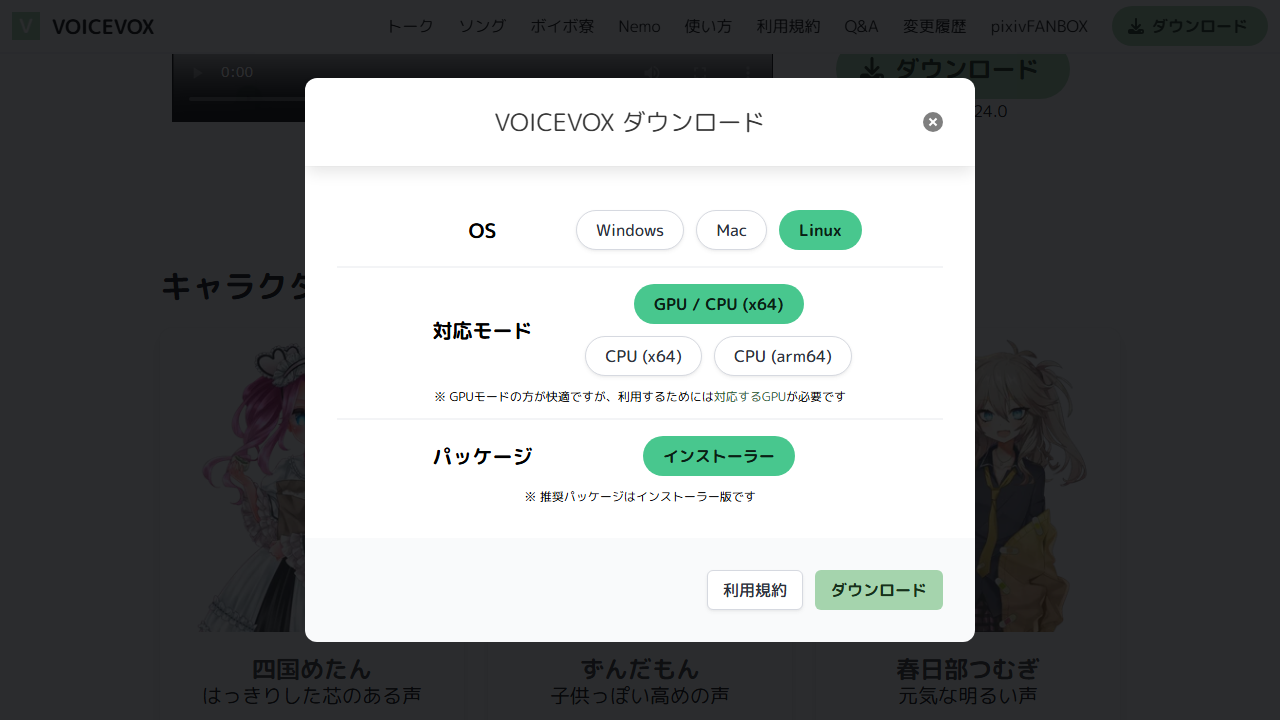 VOICEVOX
トーク
ソング
ボイボ寮
Nemo
使い方
利用規約
Q&A
変更履歴
pixivFANBOX
ダウンロード
0:00
ダウンロード
24.0
VOICEVOX ダウンロード
OS
Windows
Mac
Linux
対応モード
GPU / CPU (x64)
CPU (x64)
CPU (arm64)
※ GPUモードの方が快適ですが、利用するためには対応するGPUが必要です
パッケージ
インストーラー
※ 推奨パッケージはインストーラー版です
利用規約
ダウンロード
キャラクタ
四国めたん
はっきりした芯のある声
ずんだもん
子供っぽい高めの声
春日部つむぎ
元気な明るい声